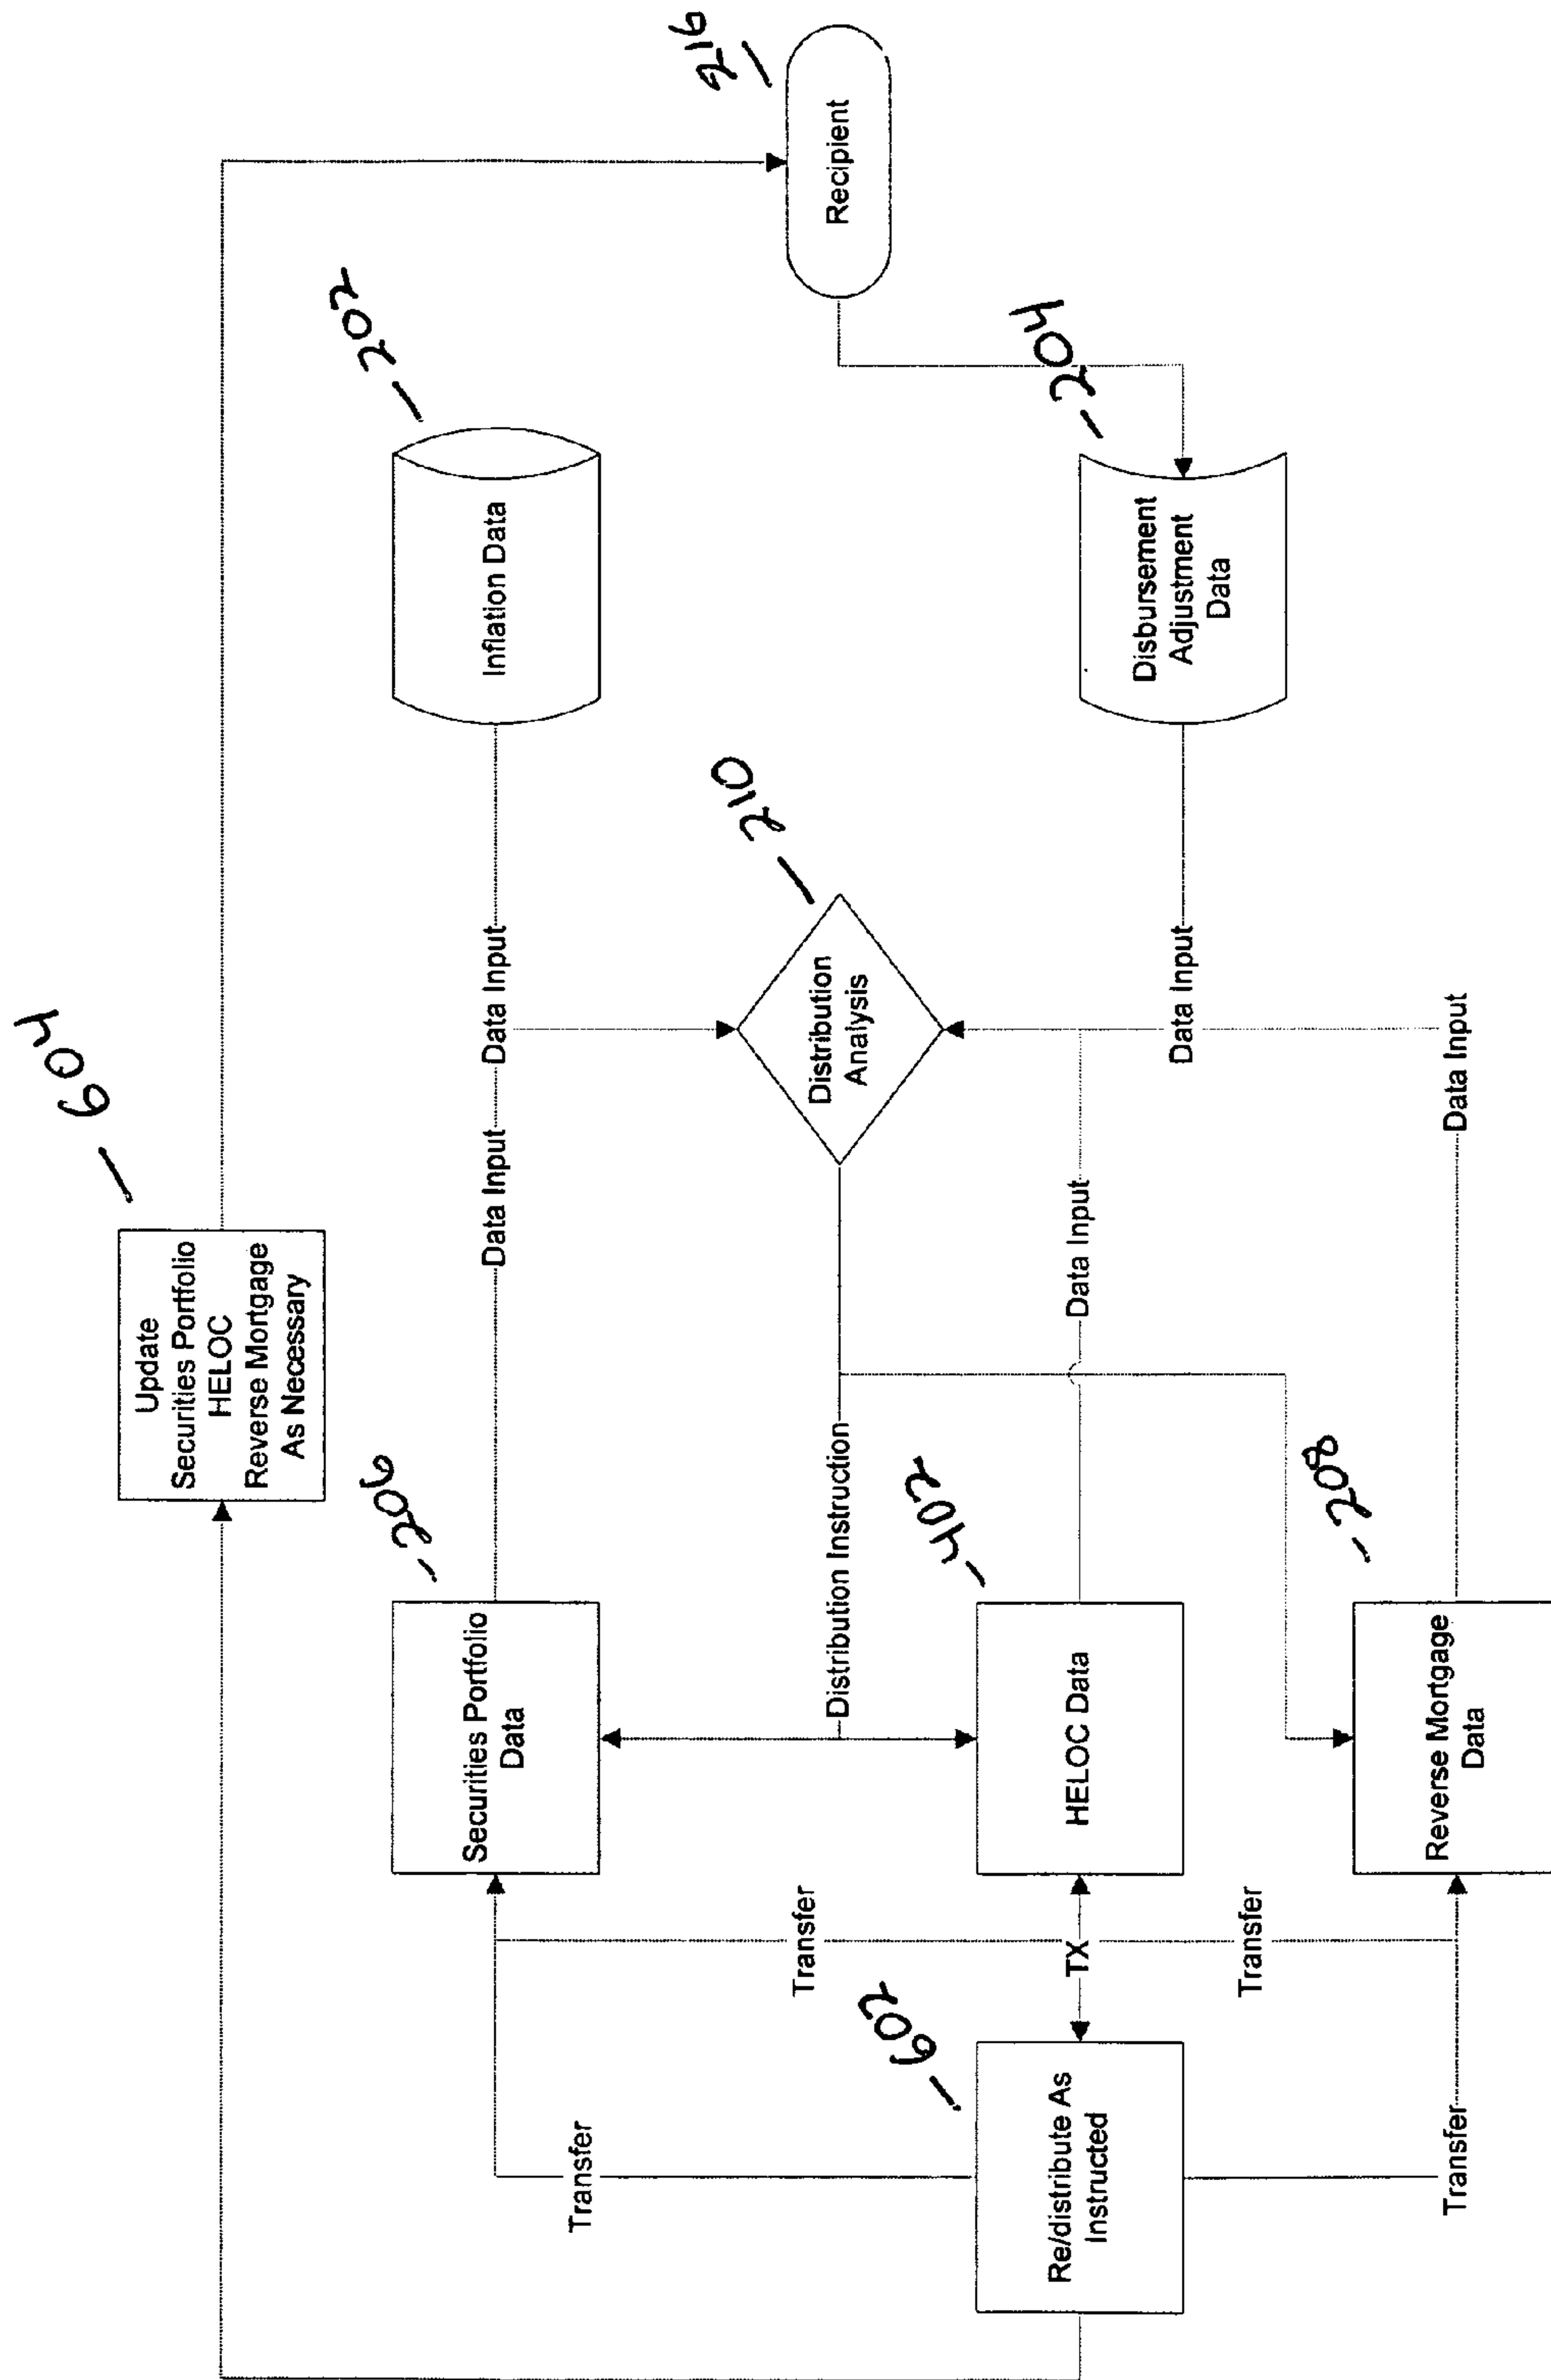 604
Update
Securities Portfolio
HELOC
Reverse Mortgage
As Necessary
206
202
Securities Portfolio
Data
Data Input
Data Input
Inflation Data
Transfer
216
210
Transfer
Distribution Instruction
Distribution
Analysis
Recipient
602
402
204
Re/distribute As
Instructed
TX
HELOC Data
Data Input
Data Input
Disbursement
Adjustment
Data
Transfer
208
Transfer
Reverse Mortgage
Data
Data Input